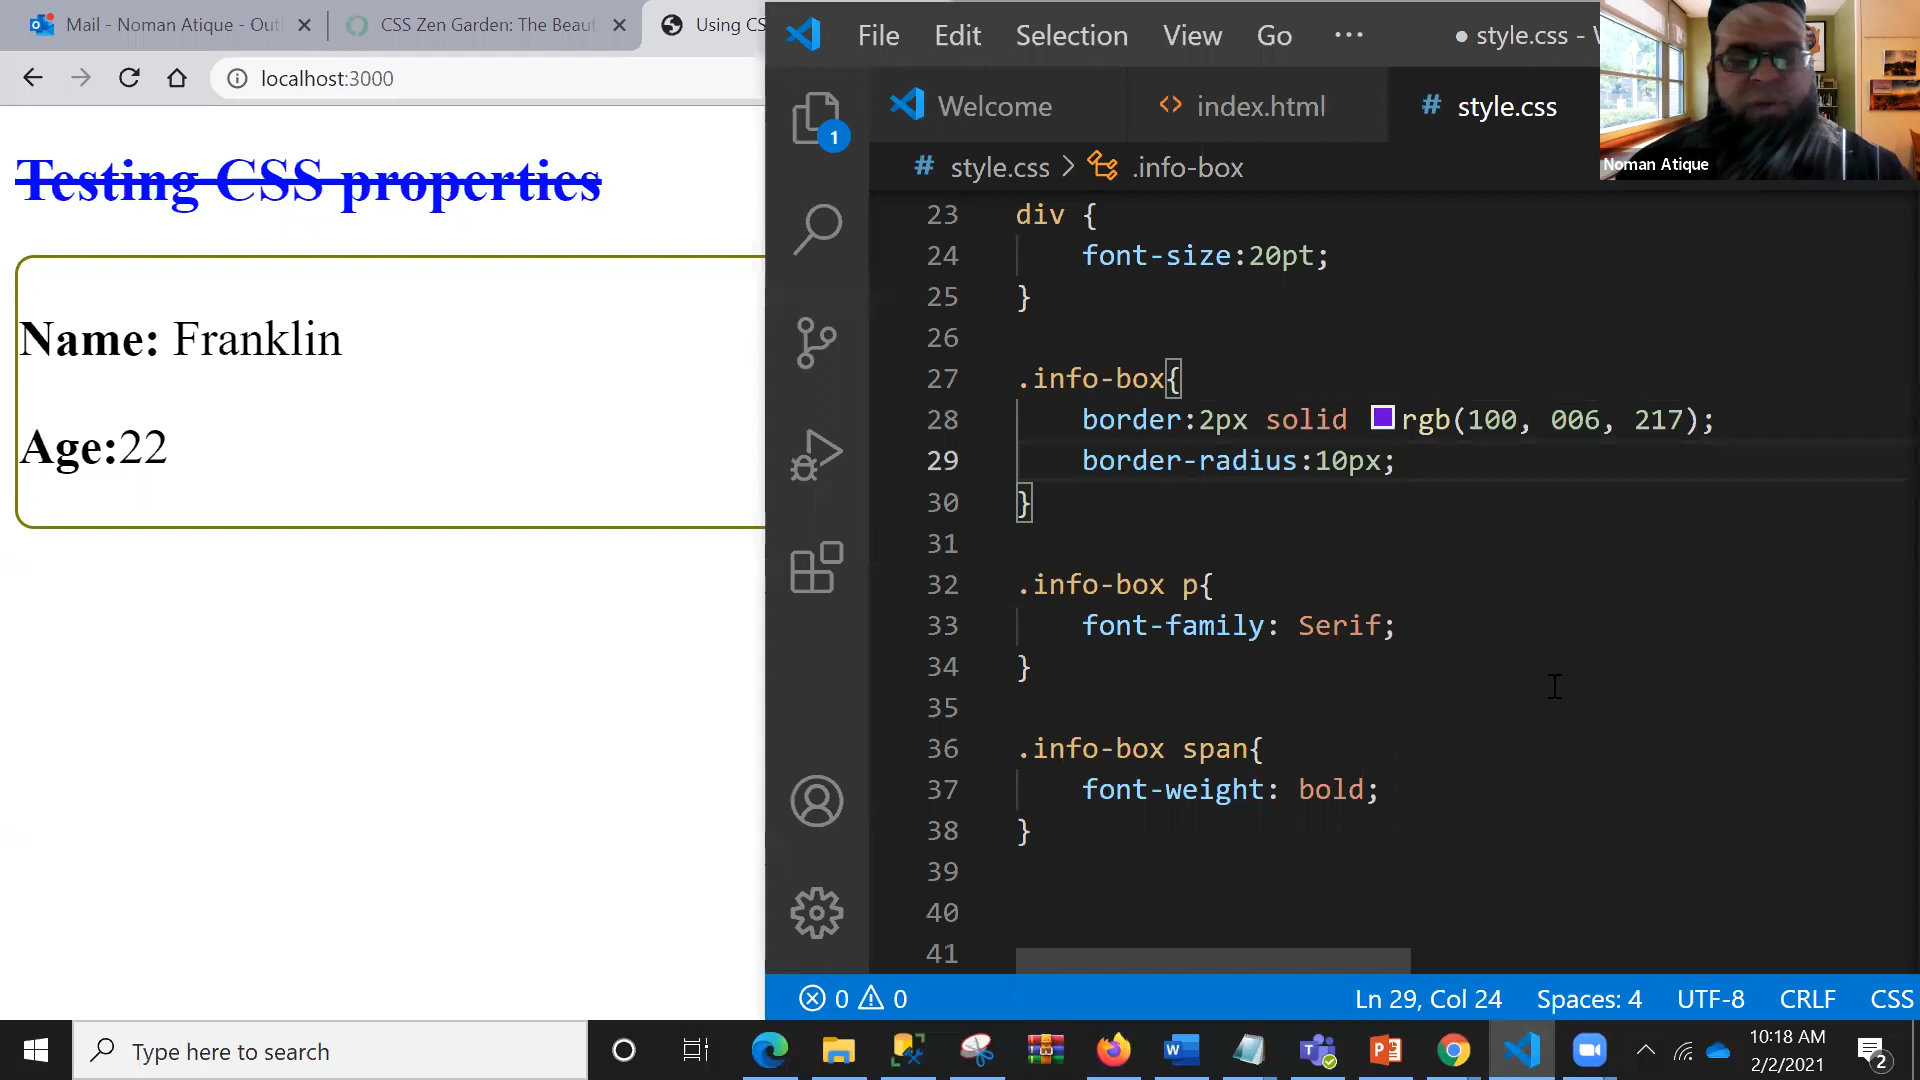 Mail - Noman Atique - Out
CSS Zen Garden: The Beaut
Using CS
localhost:3000
Testing CSS properties
Name: Franklin
Age:22
File Edit Selection View Go ···
● style.css -
Welcome
index.html
# style.css
1
# style.css > .info-box
23 div {
24 font-size:20pt;
25 }
26
27 .info-box{
28 border:2px solid rgb(100, 006, 217);
29 border-radius:10px;
30 }
31
32 .info-box p{
33 font-family: Serif;
34 }
35
36 .info-box span{
37 font-weight: bold;
38 }
39
40
41
0 0
Ln 29, Col 24 Spaces: 4 UTF-8 CRLF CSS
Noman Atique
Type here to search
10:18 AM
2/2/2021
2